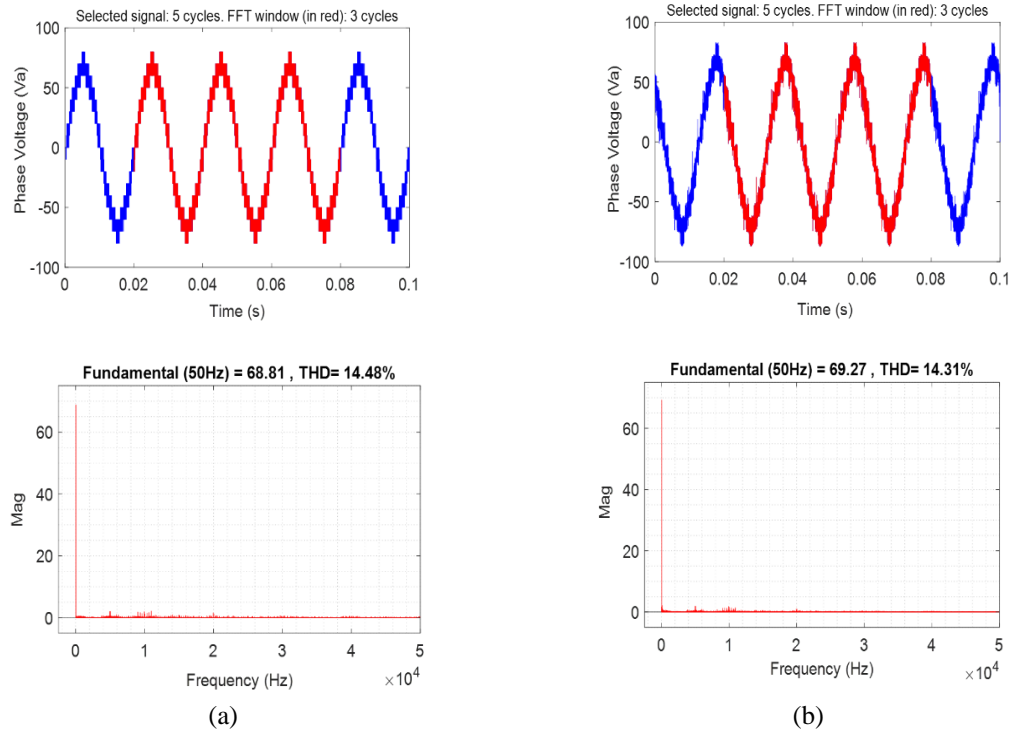 Selected signal: 5 cycles. FFT window (in red): 3 cycles
Phase Voltage (Va)
100
50
0
-50
-100
0 0.02 0.04 0.06 0.08 0.1
Time (s)
Fundamental (50Hz) = 68.81 , THD= 14.48%
Mag
60
40
20
0
0 1 2 3 4 5
Frequency (Hz)
×10^4
(a)
Selected signal: 5 cycles. FFT window (in red): 3 cycles
Phase Voltage (Va)
100
50
0
-50
-100
0 0.02 0.04 0.06 0.08 0.1
Time (s)
Fundamental (50Hz) = 69.27 , THD= 14.31%
Mag
60
40
20
0
0 1 2 3 4 5
Frequency (Hz)
×10^4
(b)